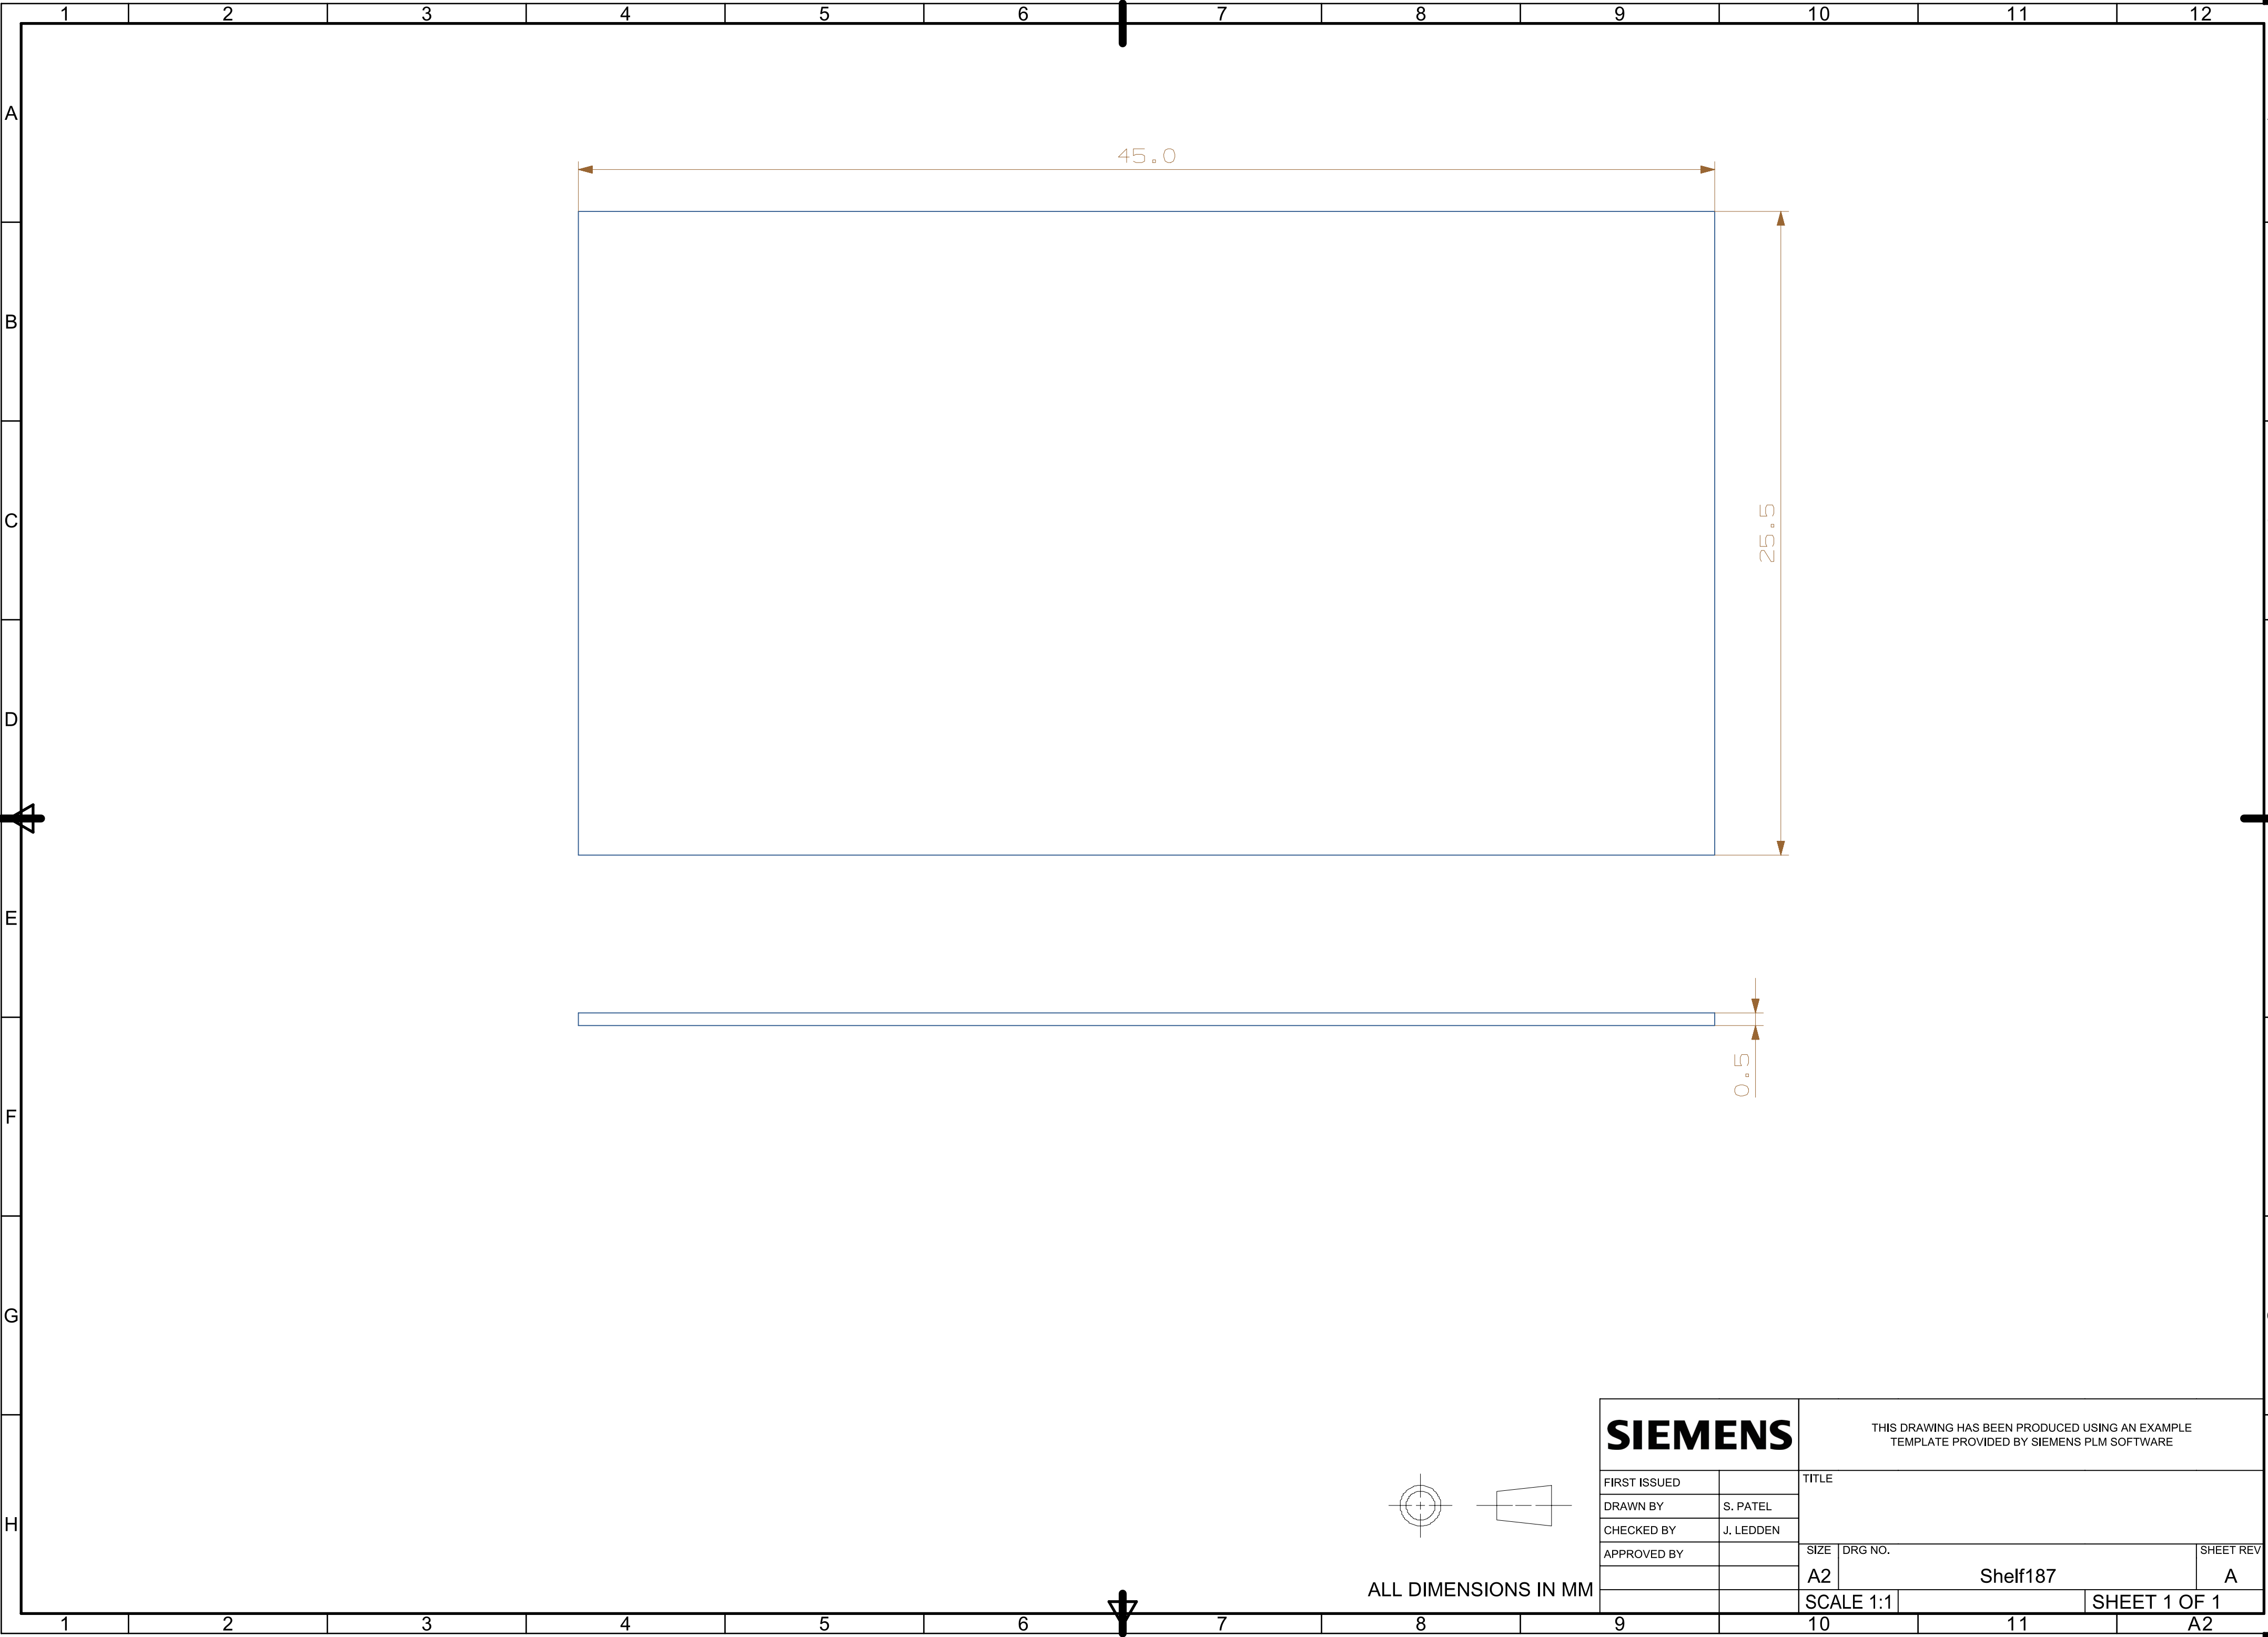 1 2 3 4 5 6 7 8 9 10 11 12
A
45.0
B
C
25.5
D
E
F
0.5
G
SIEMENS
THIS DRAWING HAS BEEN PRODUCED USING AN EXAMPLE
TEMPLATE PROVIDED BY SIEMENS PLM SOFTWARE
FIRST ISSUED
TITLE
DRAWN BY S. PATEL
H
CHECKED BY J. LEDDEN
APPROVED BY
SIZE DRG NO. SHEET REV
A2 Shelf187 A
ALL DIMENSIONS IN MM
SCALE 1:1 SHEET 1 OF 1
1 2 3 4 5 6 7 8 9 10 11 A2